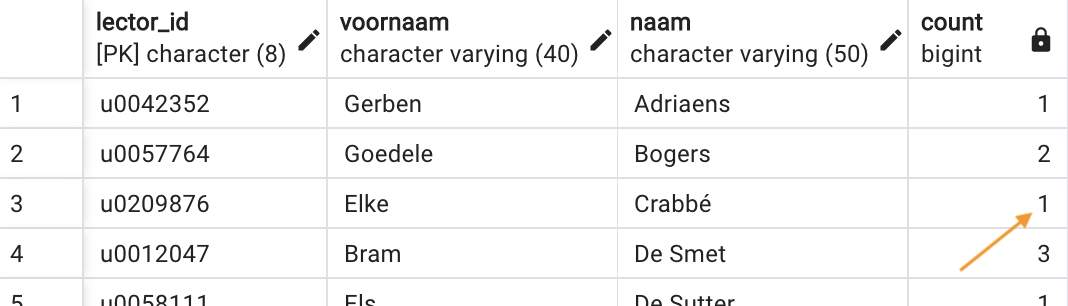 lector_id voornaam naam count
[PK] character (8) character varying (40) character varying (50) bigint
1 u0042352 Gerben Adriaens 1
2 u0057764 Goedele Bogers 2
3 u0209876 Elke Crabbé 1
4 u0012047 Bram De Smet 3
5 u0058111 Els De Sutter 1